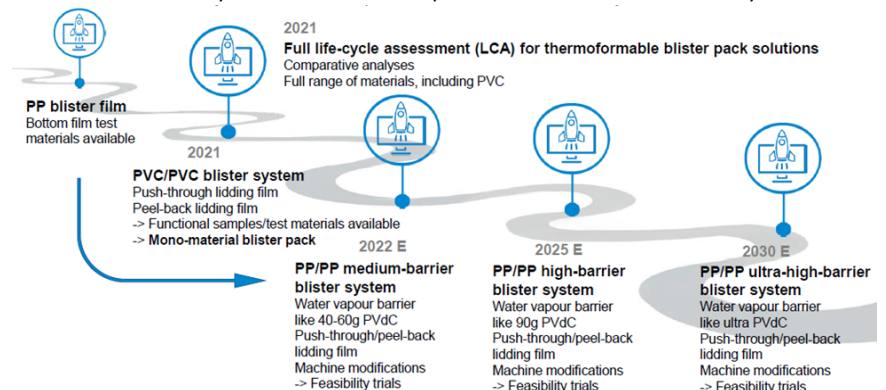 2021
Full life-cycle assessment (LCA) for thermoformable blister pack solutions
Comparative analyses
Full range of materials, including PVC
PP blister film
Bottom film test
materials available
2021
PVC/PVC blister system
Push-through lidding film
Peel-back lidding film
-> Functional samples/test materials available
-> Mono-material blister pack
2022 E
PP/PP medium-barrier
blister system
Water vapour barrier
like 40-60g PVdC
Push-through/peel-back
lidding film
Machine modifications
-> Feasibility trials
2025 E
PP/PP high-barrier
blister system
Water vapour barrier
like 90g PVdC
Push-through/peel-back
lidding film
Machine modifications
-> Feasibility trials
2030 E
PP/PP ultra-high-barrier
blister system
Water vapour barrier
like ultra PVdC
Push-through/peel-back
lidding film
Machine modifications
-> Feasibility trials